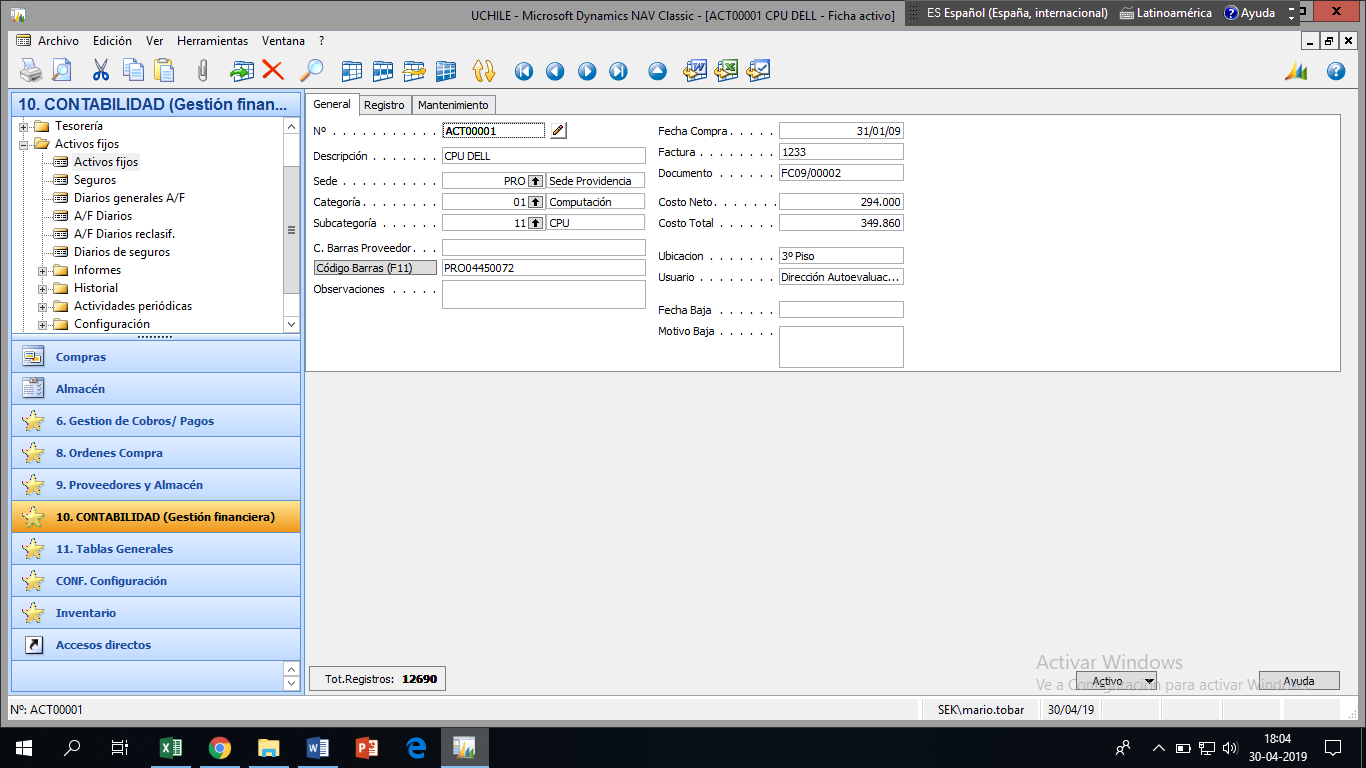 UCHILE - Microsoft Dynamics NAV Classic - [ACT00001 CPU DELL - Ficha activo]
ES Español (España, internacional) Latinoamérica Ayuda
Archivo Edición Ver Herramientas Ventana ?
10. CONTABILIDAD (Gestión finan...
Tesorería
Activos fijos
Activos fijos
Seguros
Diarios generales A/F
A/F Diarios
A/F Diarios reclasif.
Diarios de seguros
Informes
Historial
Actividades periódicas
Configuración
Compras
Almacén
6. Gestion de Cobros/ Pagos
8. Ordenes Compra
9. Proveedores y Almacén
10. CONTABILIDAD (Gestión financiera)
11. Tablas Generales
CONF. Configuración
Inventario
Accesos directos
General Registro Mantenimiento
Nº . . . . . . . . . . . ACT00001
Descripción . . . . . . . CPU DELL
Sede . . . . . . . . . . PRO Sede Providencia
Categoría . . . . . . . . 01 Computación
Subcategoría . . . . . . 11 CPU
C. Barras Proveedor. . .
Código Barras (F11) PRO04450072
Observaciones . . . . .
Fecha Compra . . . . . 31/01/09
Factura . . . . . . . . 1233
Documento . . . . . . FC09/00002
Costo Neto. . . . . . . 294.000
Costo Total . . . . . . 349.860
Ubicacion . . . . . . . 3º Piso
Usuario . . . . . . . . Dirección Autoevaluac...
Fecha Baja . . . . . .
Motivo Baja . . . . . .
Tot.Registros: 12690
Activar Windows
Ve a Configuración para activar Windows.
Activo Ayuda
Nº: ACT00001 SEK\mario.tobar 30/04/19
18:04
30-04-2019